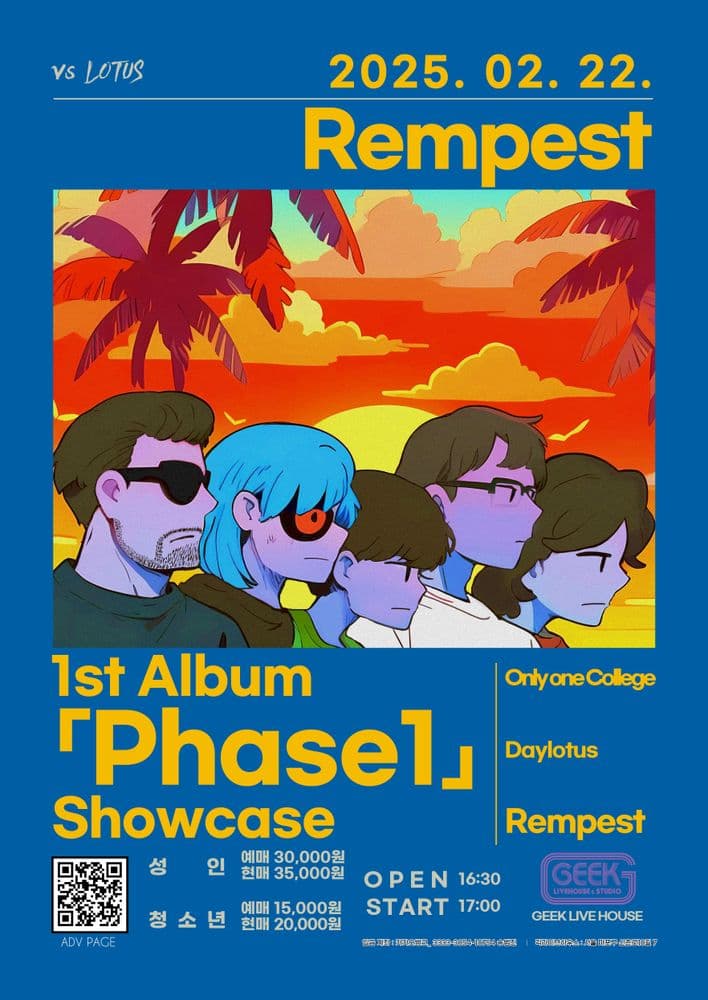 vs LOTUS
2025. 02. 22.
Rempest
1st Album
「Phase1」
Showcase
Only one College
Daylotus
Rempest
성 인 예매 30,000원
현매 35,000원
청소년 예매 15,000원
현매 20,000원
OPEN 16:30
START 17:00
GEEK
LIVEHOUSE & STUDIO
GEEK LIVE HOUSE
ADV PAGE